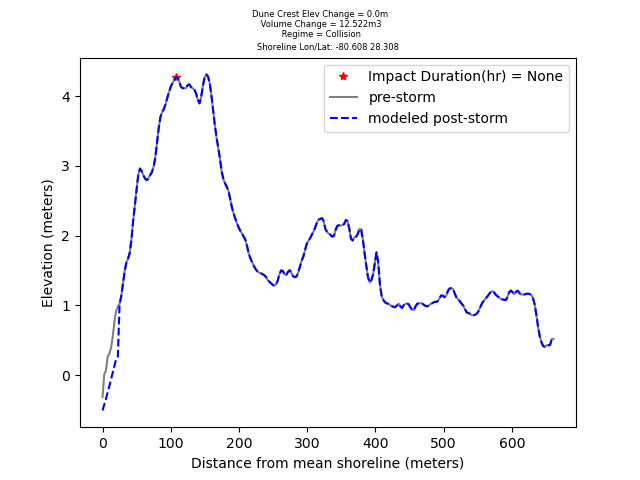 Dune Crest Elev Change = 0.0m
Volume Change = 12.522m3
Regime = Collision
Shoreline Lon/Lat: -80.608 28.308
Impact Duration(hr) = None
pre-storm
modeled post-storm
Elevation (meters)
4
3
2
1
0
0 100 200 300 400 500 600
Distance from mean shoreline (meters)